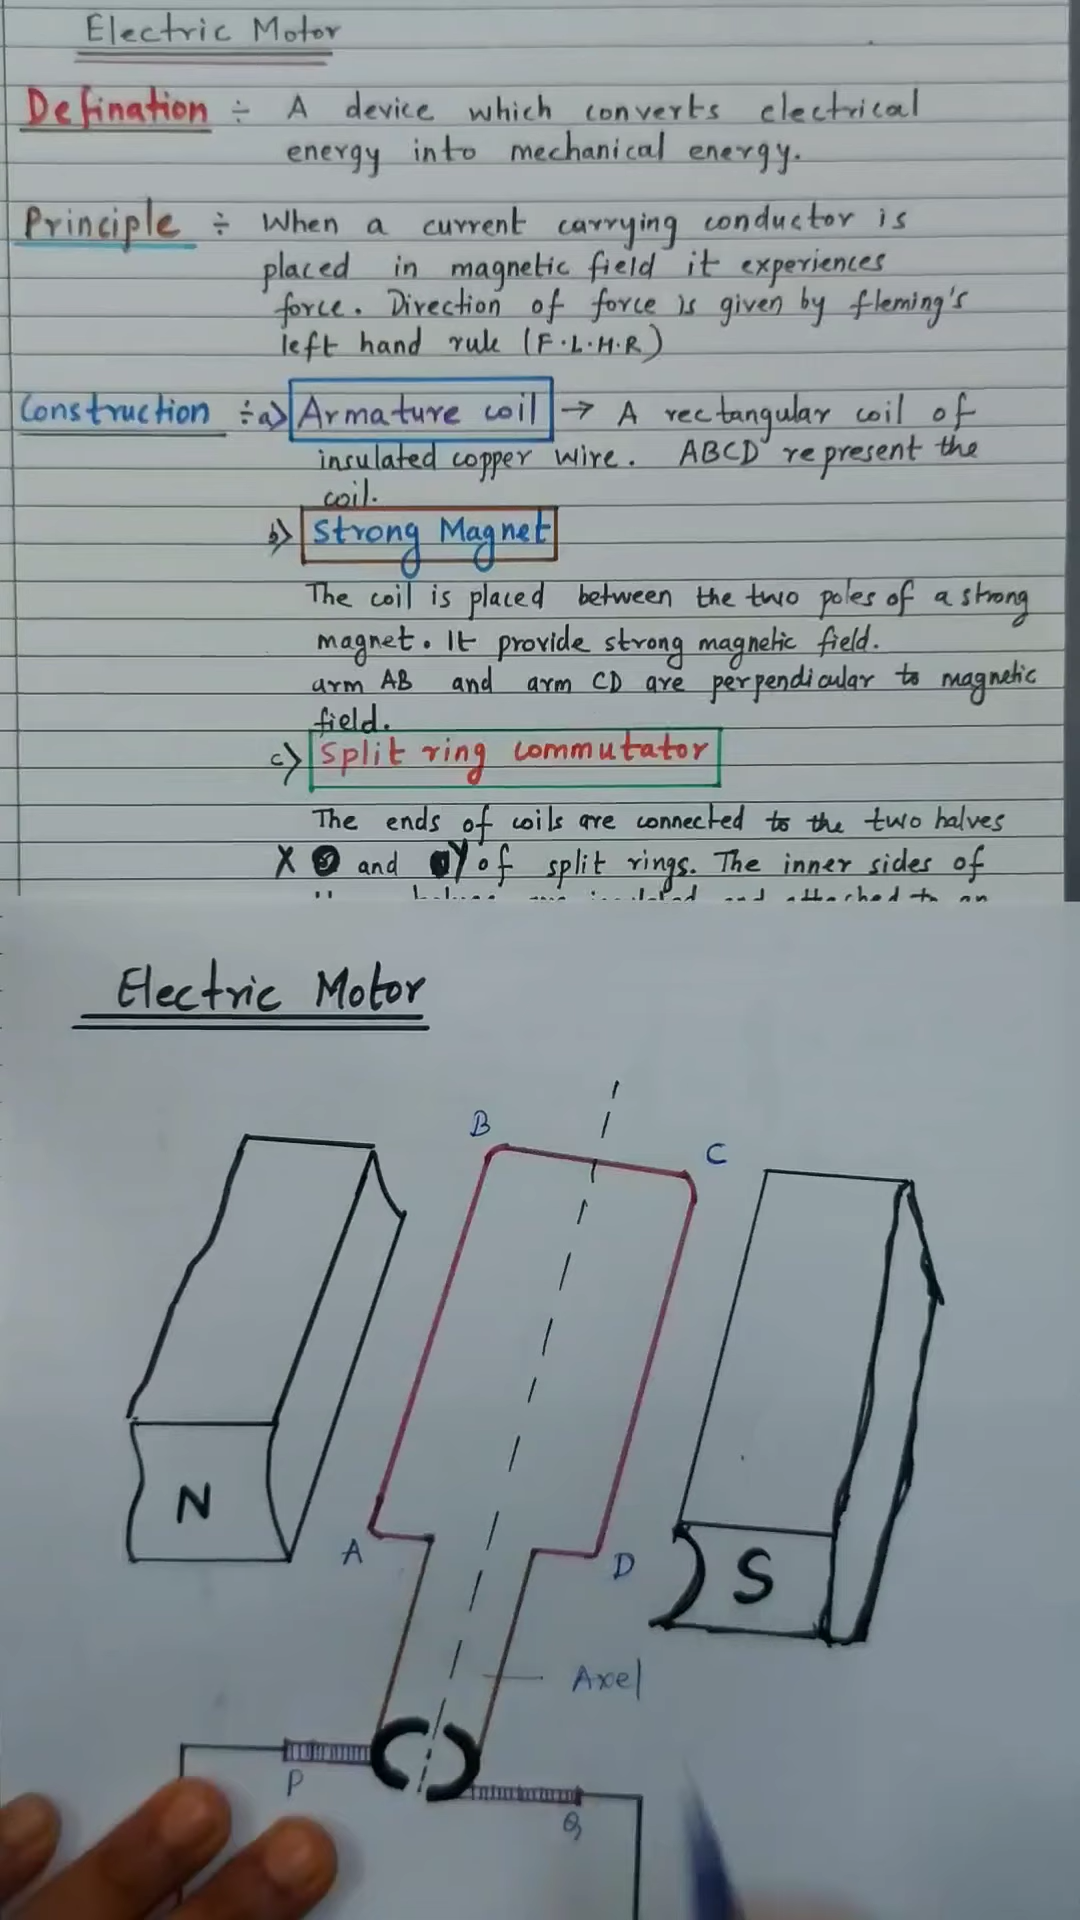 Electric Motor
Defination ÷ A device which converts electrical
energy into mechanical energy.
Principle ÷ When a current carrying conductor is
placed in magnetic field it experiences
force. Direction of force is given by fleming's
left hand rule (F.L.H.R)
Construction ÷ a) Armature coil → A rectangular coil of
insulated copper wire. ABCD represent the
coil.
b) Strong Magnet
The coil is placed between the two poles of a strong
magnet. It provide strong magnetic field.
arm AB and arm CD are perpendicular to magnetic
field.
c) Split ring commutator
The ends of coils are connected to the two halves
X and Y of split rings. The inner sides of
insulated and attached to an
Electric Motor
B
C
N
A
D
S
Axel
P
Q